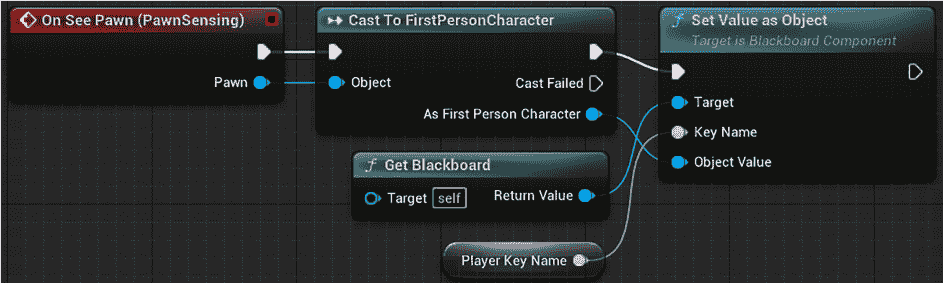 On See Pawn (PawnSensing)
Pawn
Cast To FirstPersonCharacter
Object
Cast Failed
As First Person Character
f Set Value as Object
Target is Blackboard Component
Target
Key Name
Object Value
f Get Blackboard
Target self Return Value
Player Key Name